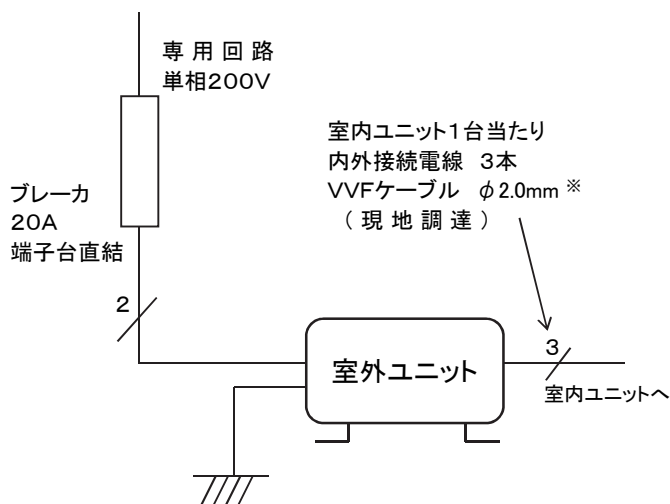 専用回路
単相200V
室内ユニット1台当たり
内外接続電線 3本
VVFケーブル φ2.0mm ※
(現地調達)
ブレーカ
20A
端子台直結
2
3
室外ユニット
室内ユニットへ